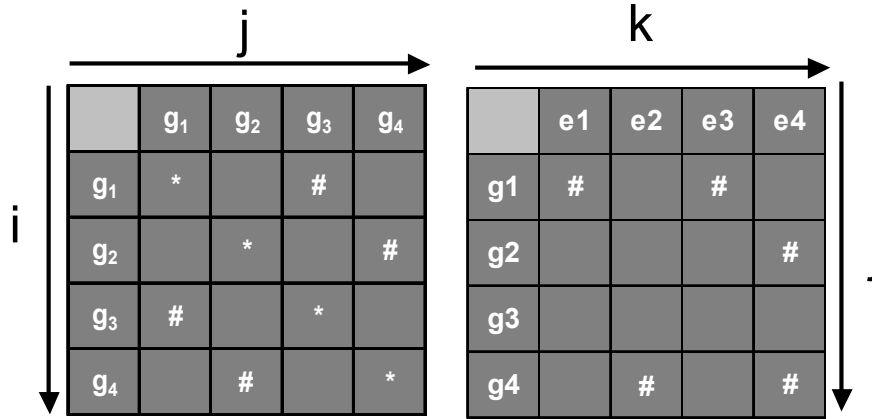 j
k
g₁ g₂ g₃ g₄
e1 e2 e3 e4
i
g₁ * #
g1 # #
g₂ * #
g2 #
g₃ # *
g3
g₄ # *
g4 # #